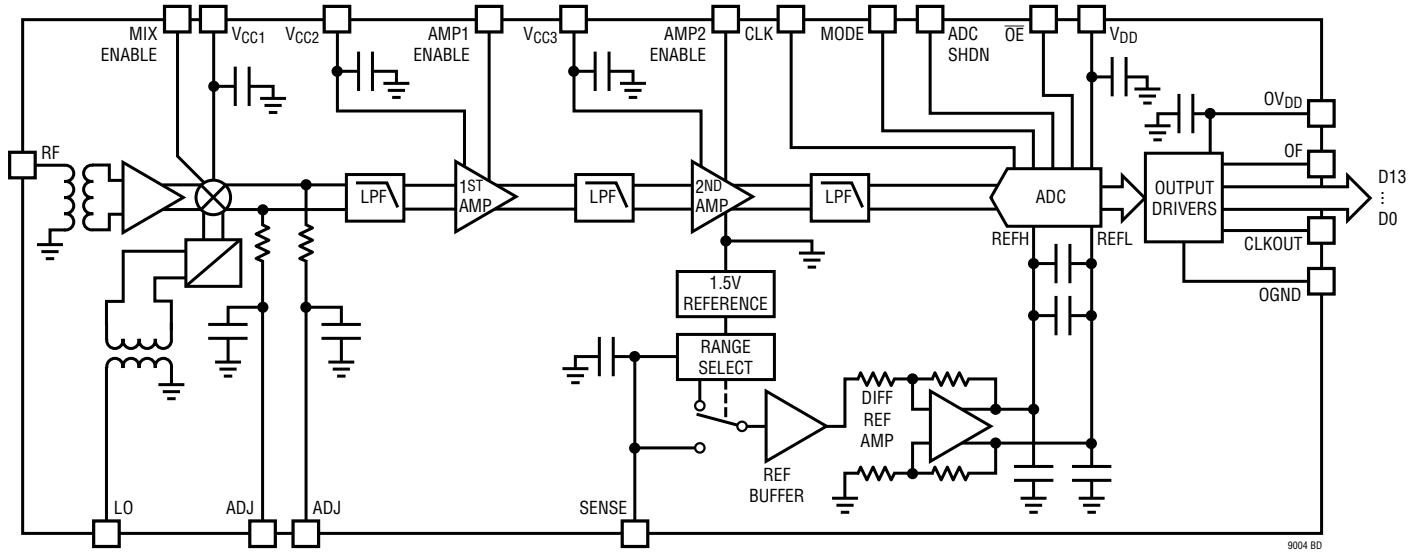 MIX
ENABLE
VCC1
VCC2
AMP1
ENABLE
VCC3
AMP2
ENABLE
CLK
MODE
ADC
SHDN
OE
VDD
RF
OVDD
OF
LPF
1ST
AMP
LPF
2ND
AMP
LPF
ADC
OUTPUT
DRIVERS
D13
⋮
D0
REFH
REFL
CLKOUT
OGND
1.5V
REFERENCE
RANGE
SELECT
DIFF
REF
AMP
REF
BUFFER
LO
ADJ
ADJ
SENSE
9004 BD